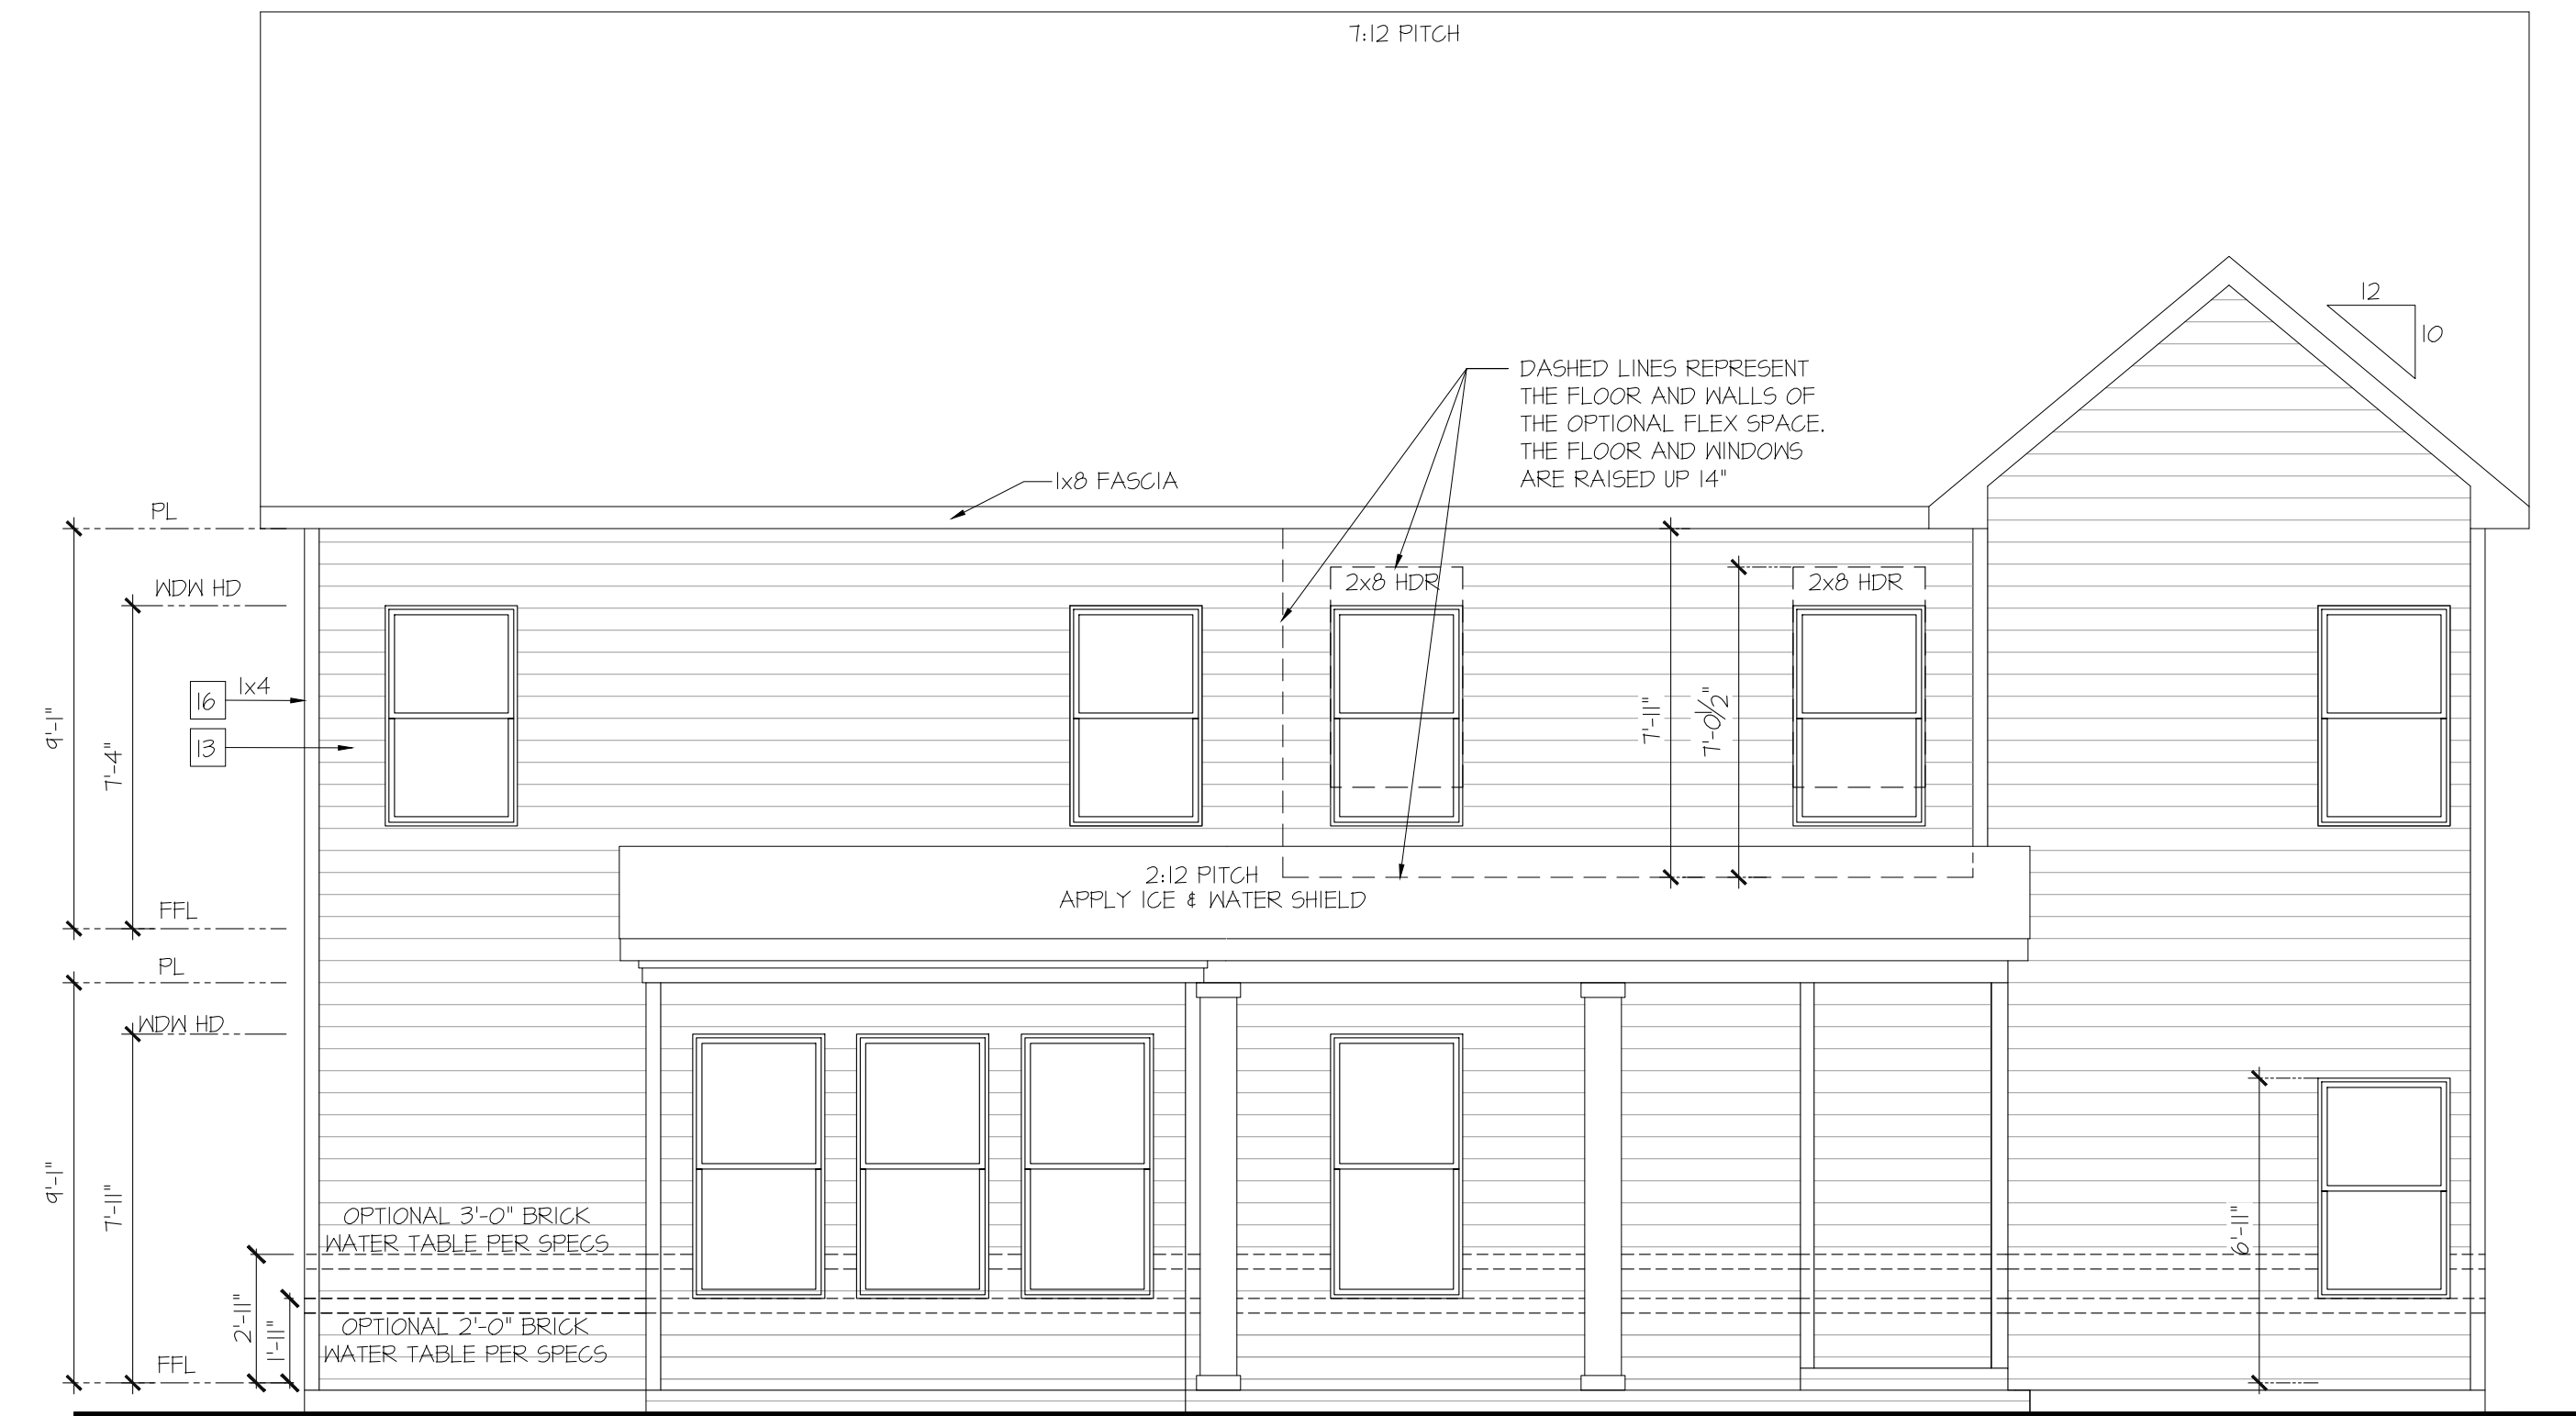 7:12 PITCH
12
10
DASHED LINES REPRESENT
THE FLOOR AND WALLS OF
THE OPTIONAL FLEX SPACE.
THE FLOOR AND WINDOWS
ARE RAISED UP 14"
1x8 FASCIA
PL
WDW HD
2x8 HDR
2x8 HDR
16
1x4
13
9'-1"
7'-4"
7'-11"
7'-0 1/2"
2:12 PITCH
APPLY ICE & WATER SHIELD
FFL
PL
WDW HD
9'-1"
7'-11"
6'-11"
OPTIONAL 3'-0" BRICK
WATER TABLE PER SPECS
2'-11"
1'-11"
OPTIONAL 2'-0" BRICK
WATER TABLE PER SPECS
FFL